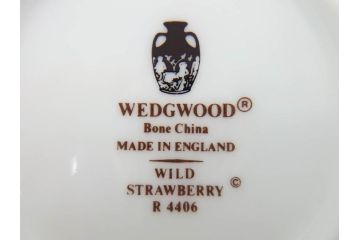 WEDGWOOD®
Bone China
MADE IN ENGLAND
WILD
STRAWBERRY ©
R 4406